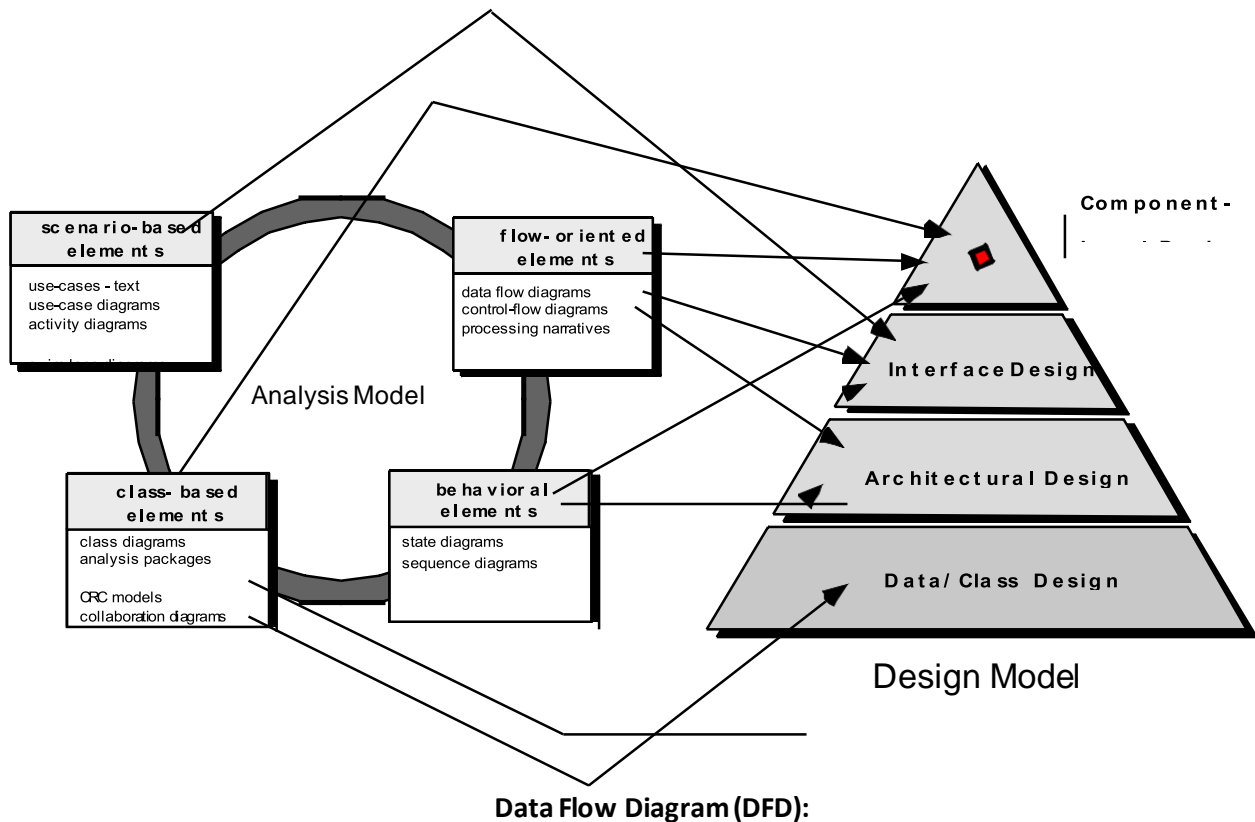 scenario-based
elements
use-cases - text
use-case diagrams
activity diagrams
flow-oriented
elements
data flow diagrams
control-flow diagrams
processing narratives
Analysis Model
class-based
elements
class diagrams
analysis packages
CRC models
collaboration diagrams
behavioral
elements
state diagrams
sequence diagrams
Component-
Interface Design
Architectural Design
Data/Class Design
Design Model
Data Flow Diagram (DFD):